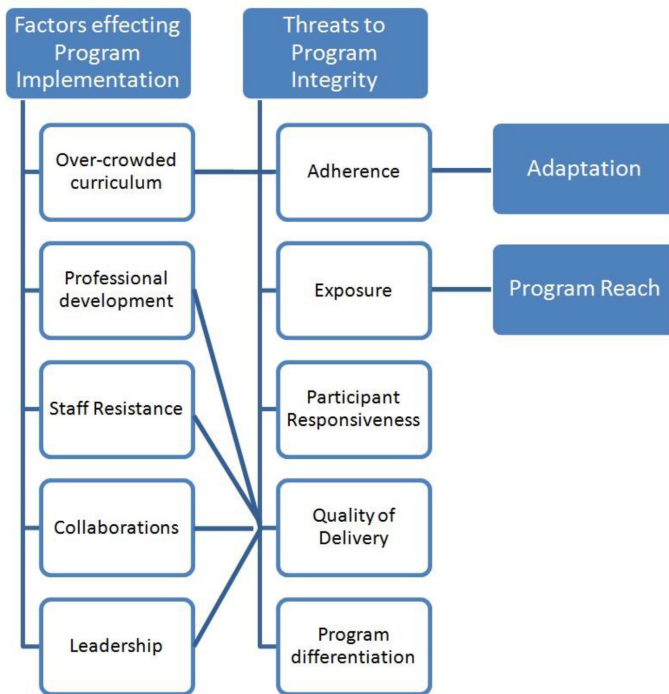 Factors effecting
Program
Implementation
Threats to
Program
Integrity
Over-crowded
curriculum
Adherence
Adaptation
Professional
development
Exposure
Program Reach
Staff Resistance
Participant
Responsiveness
Collaborations
Quality of
Delivery
Leadership
Program
differentiation